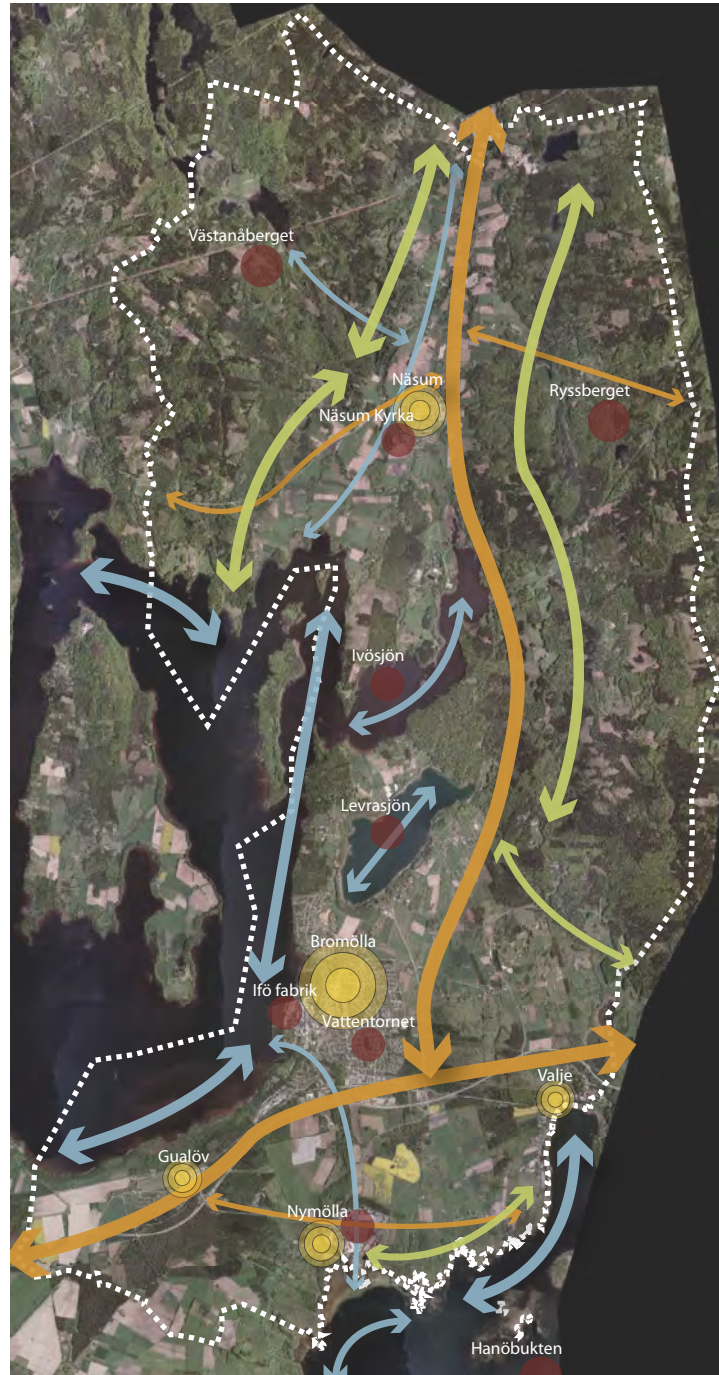 Västanåberget
Näsum
Ryssberget
Näsum Kyrka
Ivösjön
Levrasjön
Bromölla
Ifö fabrik
Vattentornet
Valje
Gualöv
Nymölla
Hanöbukten